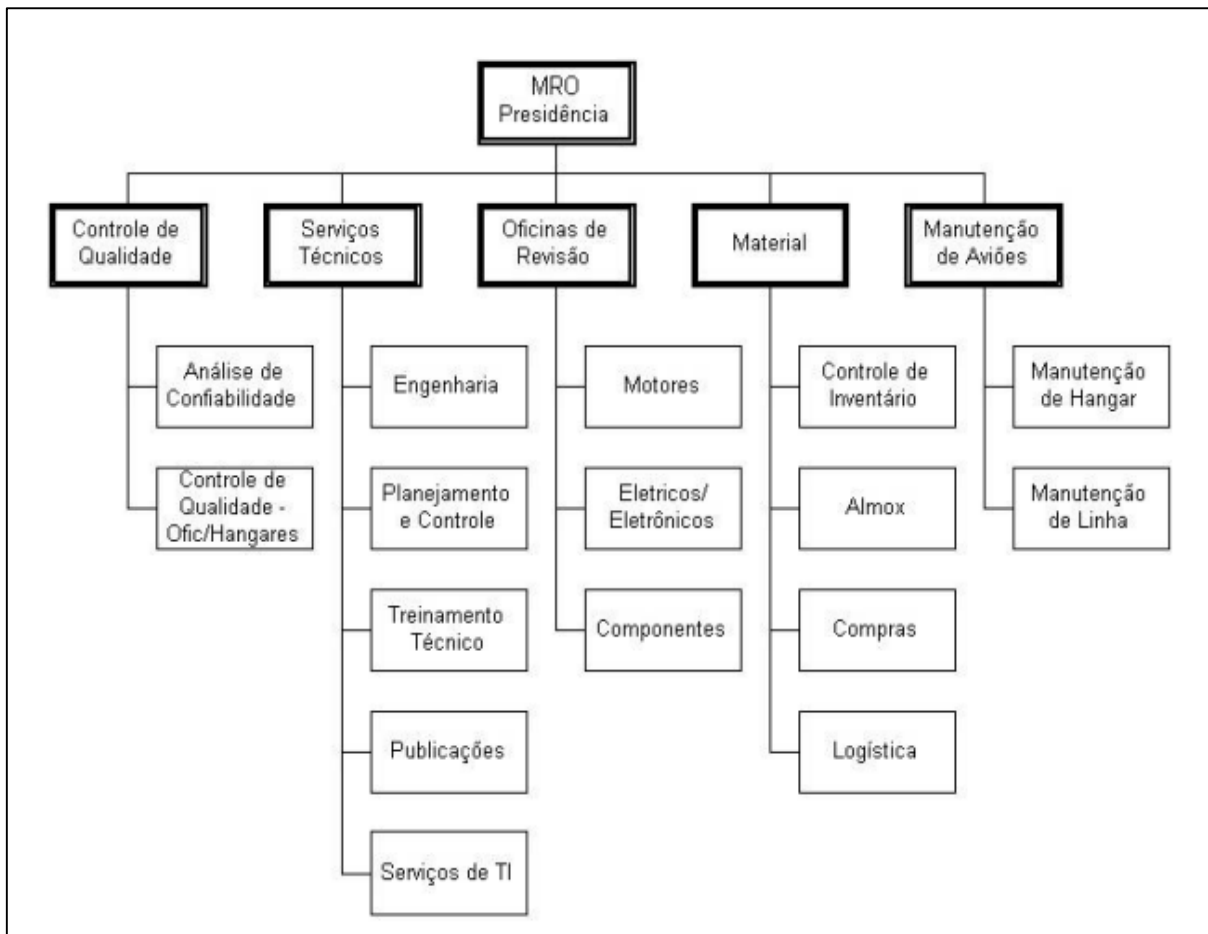 MRO
Presidência
Controle de
Qualidade
Serviços
Técnicos
Oficinas de
Revisão
Material
Manutenção
de Aviões
Análise de
Confiabilidade
Engenharia
Motores
Controle de
Inventário
Manutenção
de Hangar
Controle de
Qualidade -
Ofic/Hangares
Planejamento
e Controle
Eletricos/
Eletrônicos
Almox
Manutenção
de Linha
Treinamento
Técnico
Componentes
Compras
Publicações
Logística
Serviços de TI